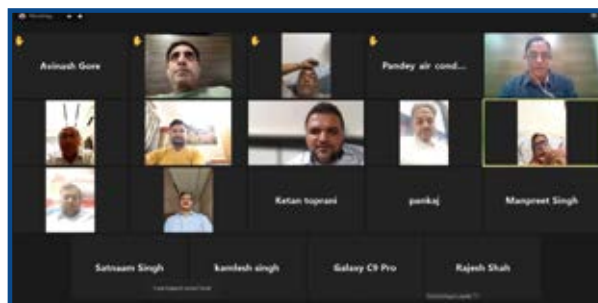 Avinash Gore
Pandey air cond...
Ketan toprani
pankaj
Manpreet Singh
Satnaam Singh
kamlesh singh
Galaxy C9 Pro
Rajesh Shah